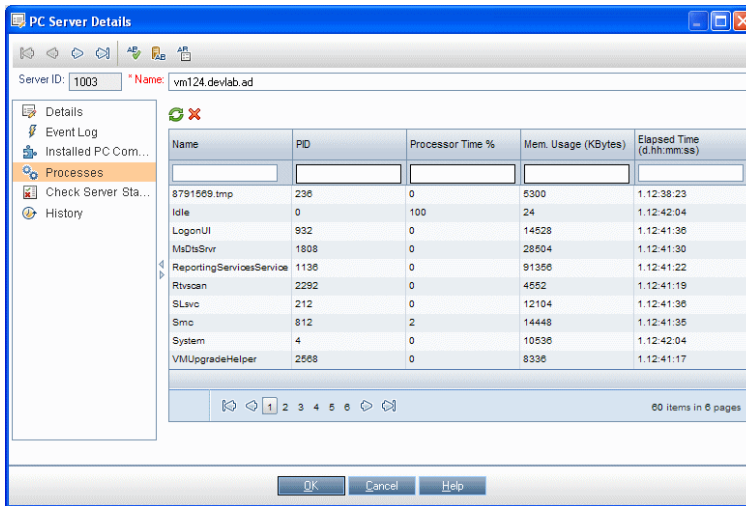 PC Server Details
Server ID: 1003 * Name: vm124.devlab.ad
Details
Event Log
Installed PC Com...
Processes
Check Server Sta...
History
Name PID Processor Time % Mem. Usage (KBytes) Elapsed Time (d.hh:mm:ss)
8791569.tmp 236 0 5300 1.12:38:23
Idle 0 100 24 1.12:42:04
LogonUI 932 0 14528 1.12:41:36
MsDtsSrvr 1808 0 28504 1.12:41:30
ReportingServicesService 1136 0 91356 1.12:41:22
Rtvscan 2292 0 4552 1.12:41:19
SLsvc 212 0 12104 1.12:41:36
Smc 812 2 14448 1.12:41:35
System 4 0 10536 1.12:42:04
VMUpgradeHelper 2568 0 8336 1.12:41:17
1 2 3 4 5 6 60 items in 6 pages
OK Cancel Help